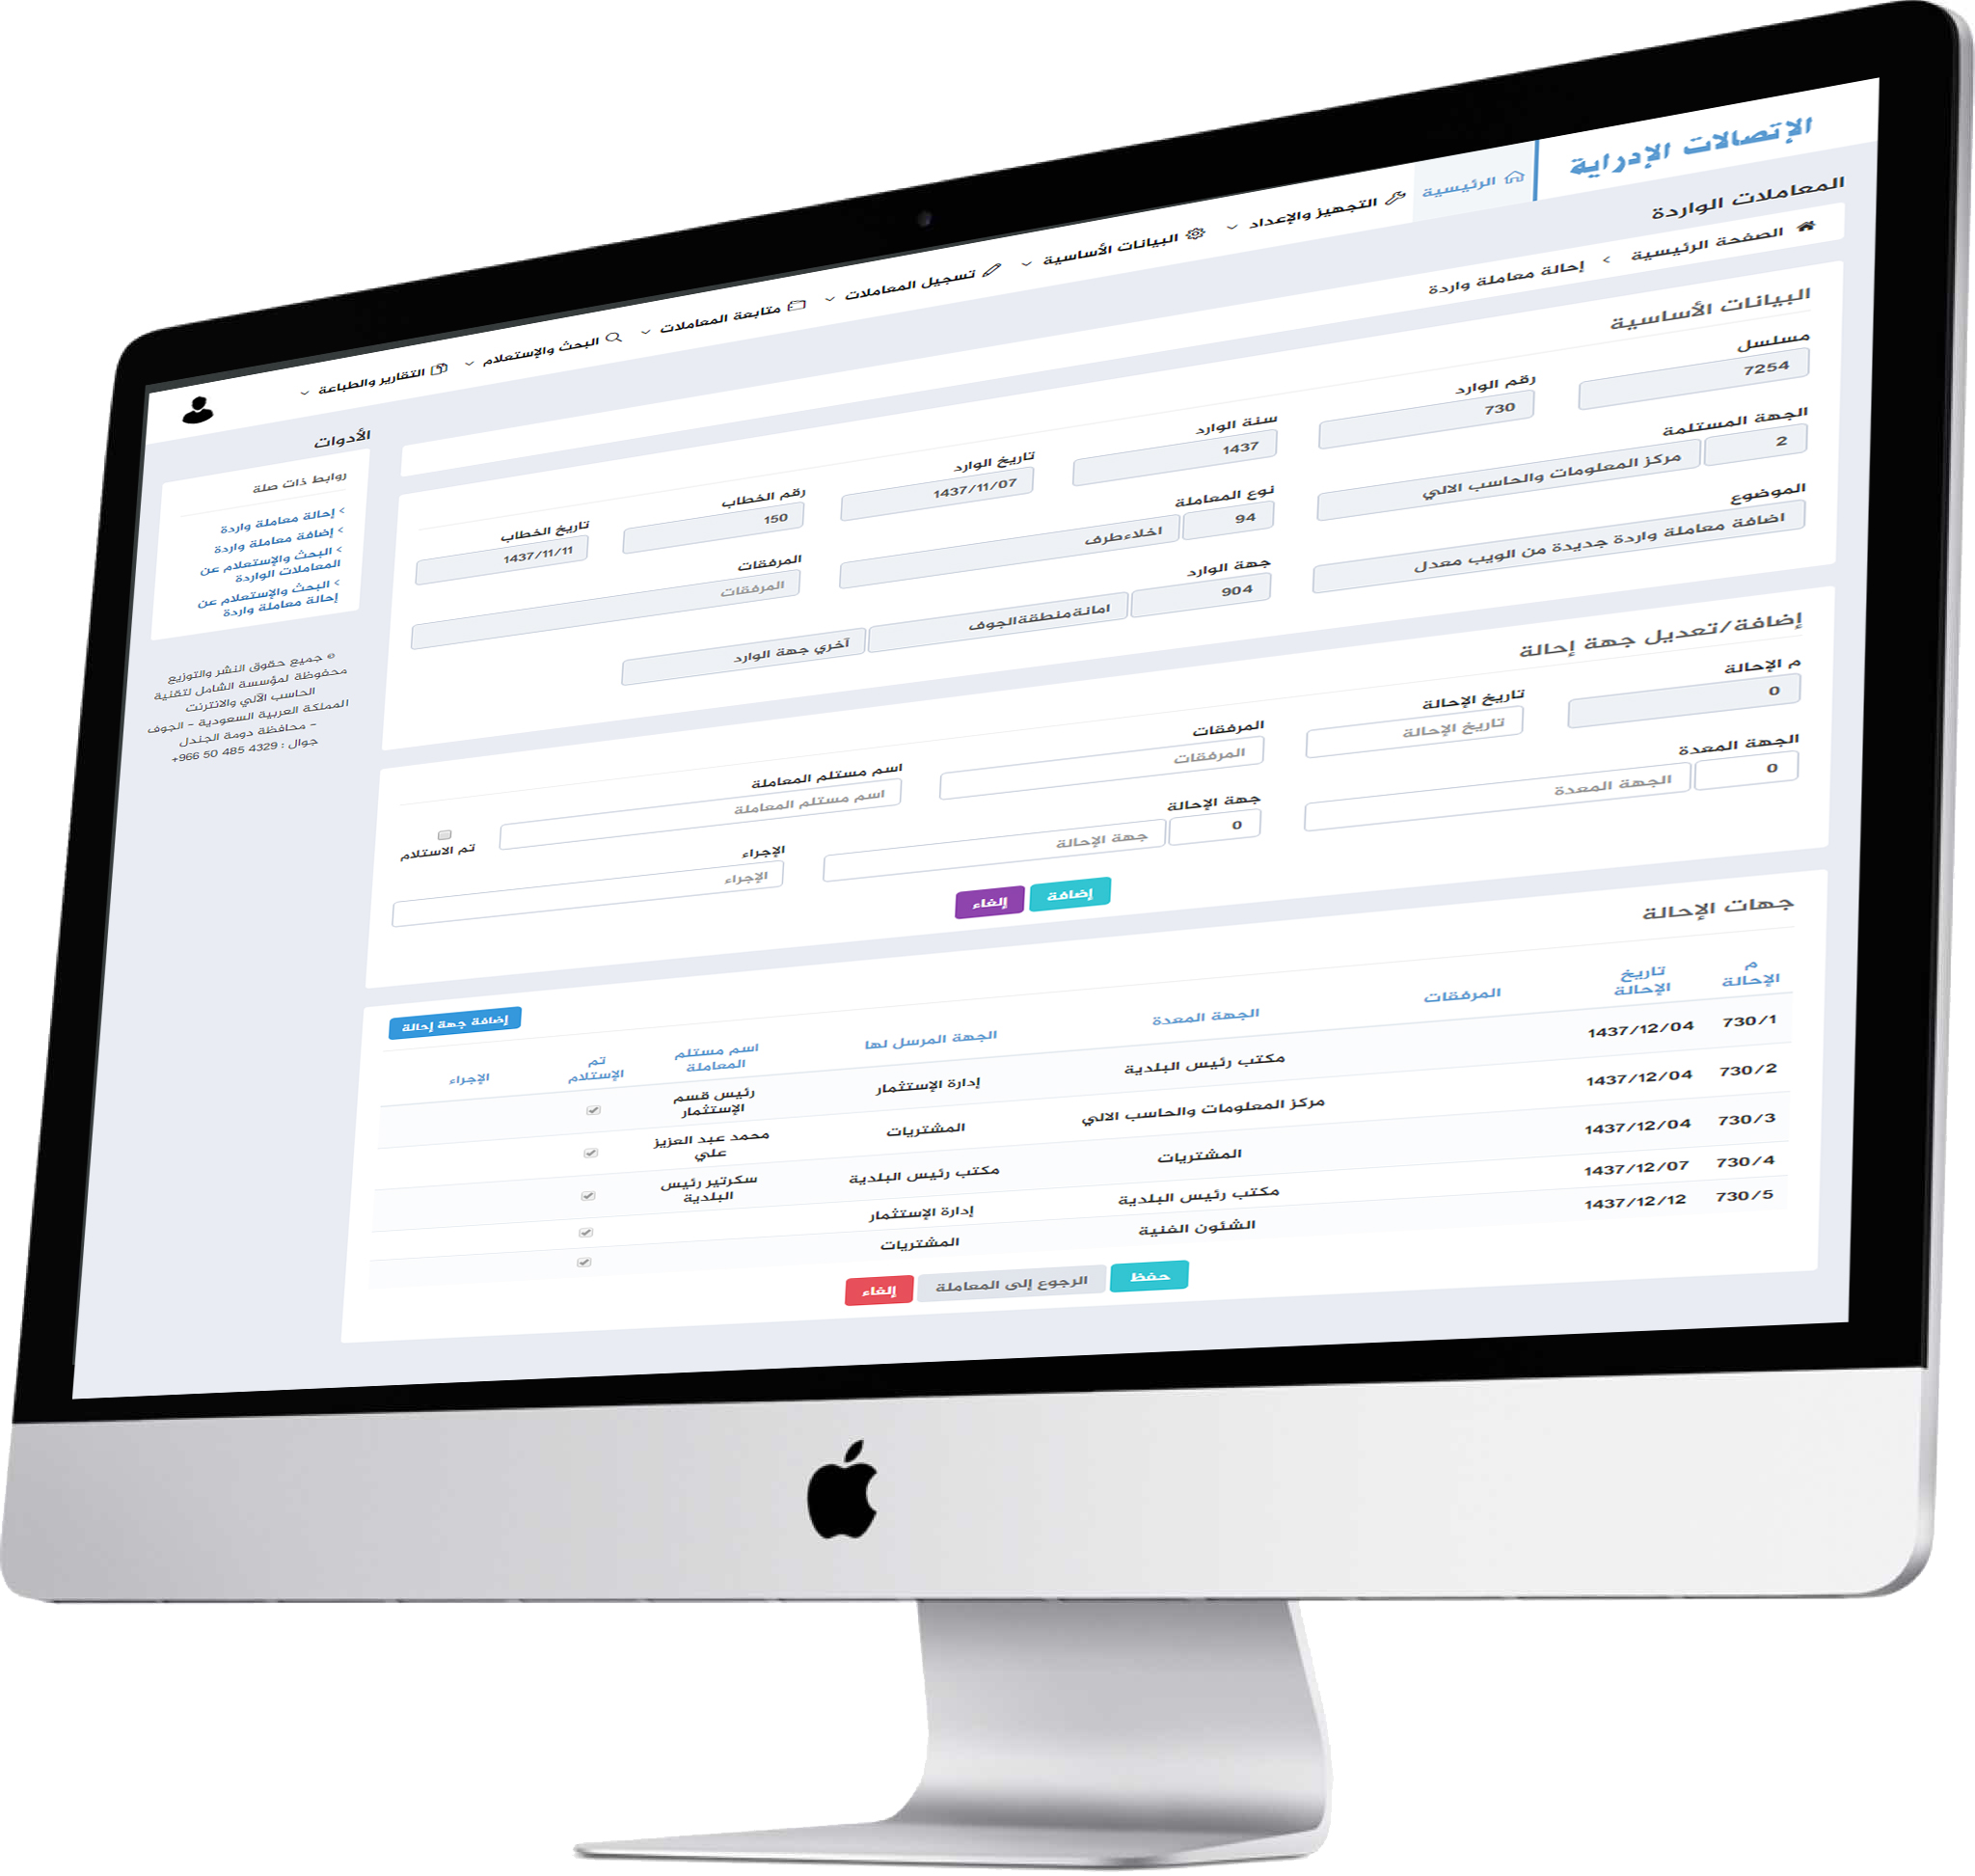 الإتصالات الإدراية
الرئيسية
التجهيز والإعداد
البيانات الأساسية
تسجيل المعاملات
متابعة المعاملات
البحث والإستعلام
التقارير والطباعة
المعاملات الواردة
الصفحة الرئيسية > إحالة معاملة واردة
البيانات الأساسية
مسلسل
7254
رقم الوارد
730
سنة الوارد
1437
تاريخ الوارد
1437/11/07
رقم الخطاب
150
تاريخ الخطاب
1437/11/11
الجهة المستلمة
2
مركز المعلومات والحاسب الالي
نوع المعاملة
94
اخلاءطرف
المرفقات
المرفقات
الموضوع
اضافة معاملة واردة جديدة من الويب معدل
جهة الوارد
904
امانةمنطقةالجوف
آخري جهة الوارد
إضافة/تعديل جهة إحالة
م الإحالة
0
تاريخ الإحالة
تاريخ الإحالة
المرفقات
المرفقات
اسم مستلم المعاملة
اسم مستلم المعاملة
تم الاستلام
الجهة المعدة
0
الجهة المعدة
جهة الإحالة
0
جهة الإحالة
الإجراء
الإجراء
إضافة
إلغاء
جهات الإحالة
إضافة جهة إحالة
م الإحالة تاريخ الإحالة المرفقات الجهة المعدة الجهة المرسل لها اسم مستلم المعاملة تم الإستلام الإجراء
730/1 1437/12/04 مكتب رئيس البلدية إدارة الإستثمار رئيس قسم الإستثمار
730/2 1437/12/04 مركز المعلومات والحاسب الالي المشتريات محمد عبد العزيز علي
730/3 1437/12/04 المشتريات مكتب رئيس البلدية سكرتير رئيس البلدية
730/4 1437/12/07 مكتب رئيس البلدية إدارة الإستثمار
730/5 1437/12/12 الشئون الفنية المشتريات
حفظ
الرجوع إلى المعاملة
إلغاء
الأدوات
روابط ذات صلة
> إحالة معاملة واردة
> إضافة معاملة واردة
> البحث والإستعلام عن
المعاملات الواردة
> البحث والإستعلام عن
إحالة معاملة واردة
© جميع حقوق النشر والتوزيع
محفوظة لمؤسسة الشامل لتقنية
الحاسب الآلي والانترنت
المملكة العربية السعودية - الجوف
- محافظة دومة الجندل
جوال : 4329 485 50 966+